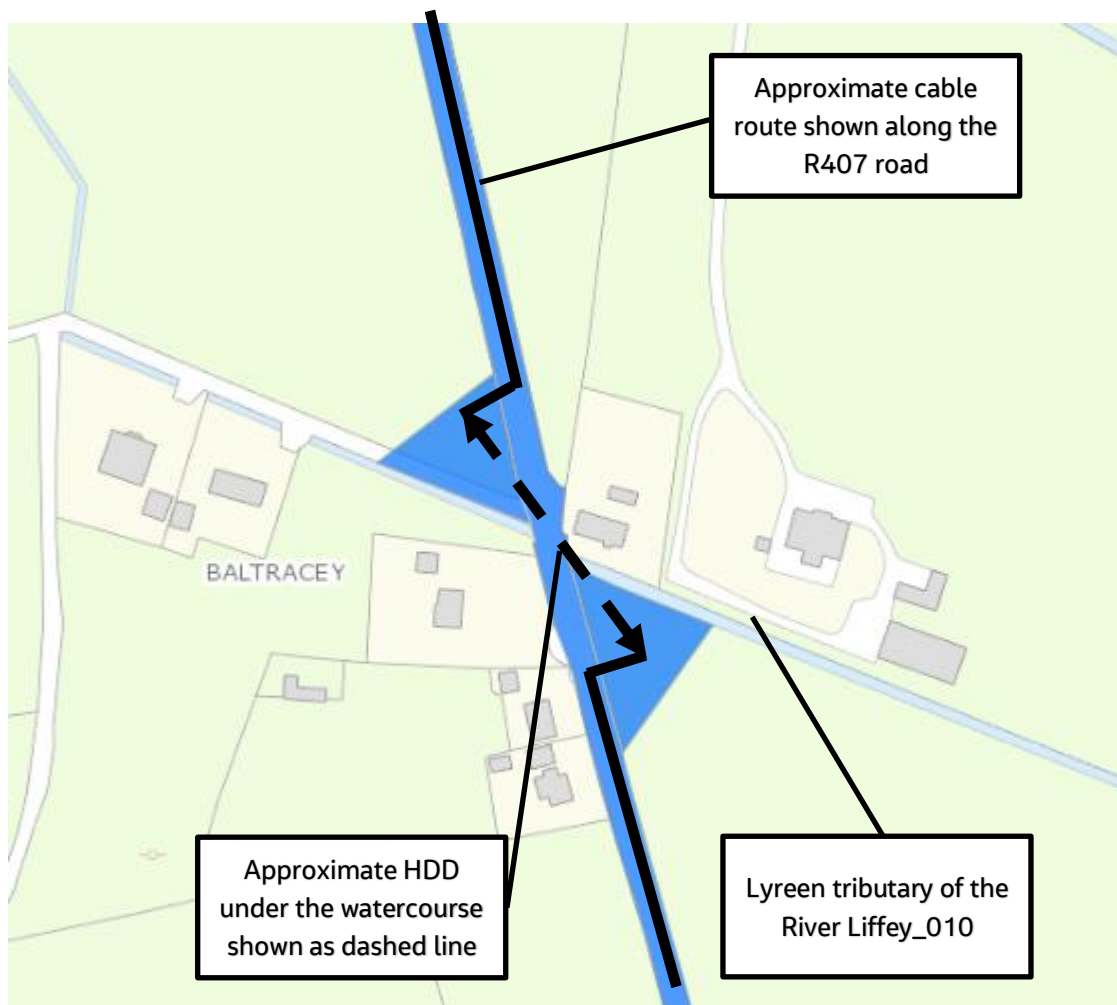 Approximate cable
route shown along the
R407 road
BALTRACEY
Approximate HDD
under the watercourse
shown as dashed line
Lyreen tributary of the
River Liffey_010